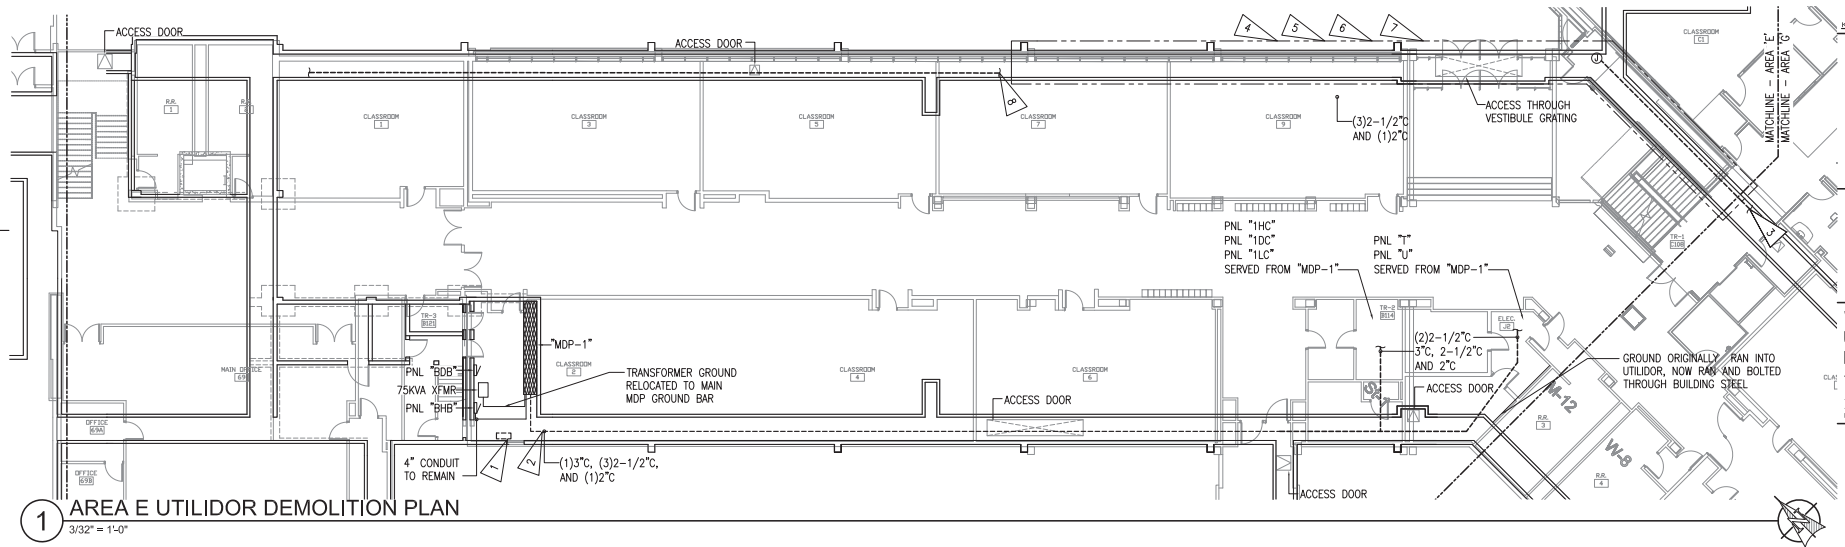 ACCESS DOOR
ACCESS DOOR
4
5
6
7
CLASSROOM
C1
MATCHLINE - AREA 'E'
MATCHLINE - AREA 'G'
R.R.
1
R.R.
CLASSROOM
1
CLASSROOM
3
CLASSROOM
5
CLASSROOM
7
8
CLASSROOM
9
(3)2-1/2"C
AND (1)2"C
ACCESS THROUGH
VESTIBULE GRATING
J
PNL "1HC"
PNL "1DC"
PNL "1LC"
SERVED FROM "MDP-1"
PNL "T"
PNL "U"
SERVED FROM "MDP-1"
TR-1
C10B
3
TR-3
B121
"MDP-1"
MAIN OFFICE
69
PNL "BDB"
75KVA XFMR
PNL "BHB"
CLASSROOM
2
TRANSFORMER GROUND
RELOCATED TO MAIN
MDP GROUND BAR
CLASSROOM
4
CLASSROOM
6
ACCESS DOOR
TR-2
B114
ELEC.
J2
(2)2-1/2"C
3"C, 2-1/2"C
AND 2"C
ACCESS DOOR
GROUND ORIGINALLY RAN INTO
UTILIDOR, NOW RAN AND BOLTED
THROUGH BUILDING STEEL
SF-1
M-12
W-8
R.R.
3
R.R.
4
OFFICE
69A
OFFICE
69B
4" CONDUIT
TO REMAIN
1
2
(1)3"C, (3)2-1/2"C,
AND (1)2"C
ACCESS DOOR
1
AREA E UTILIDOR DEMOLITION PLAN
3/32" = 1'-0"